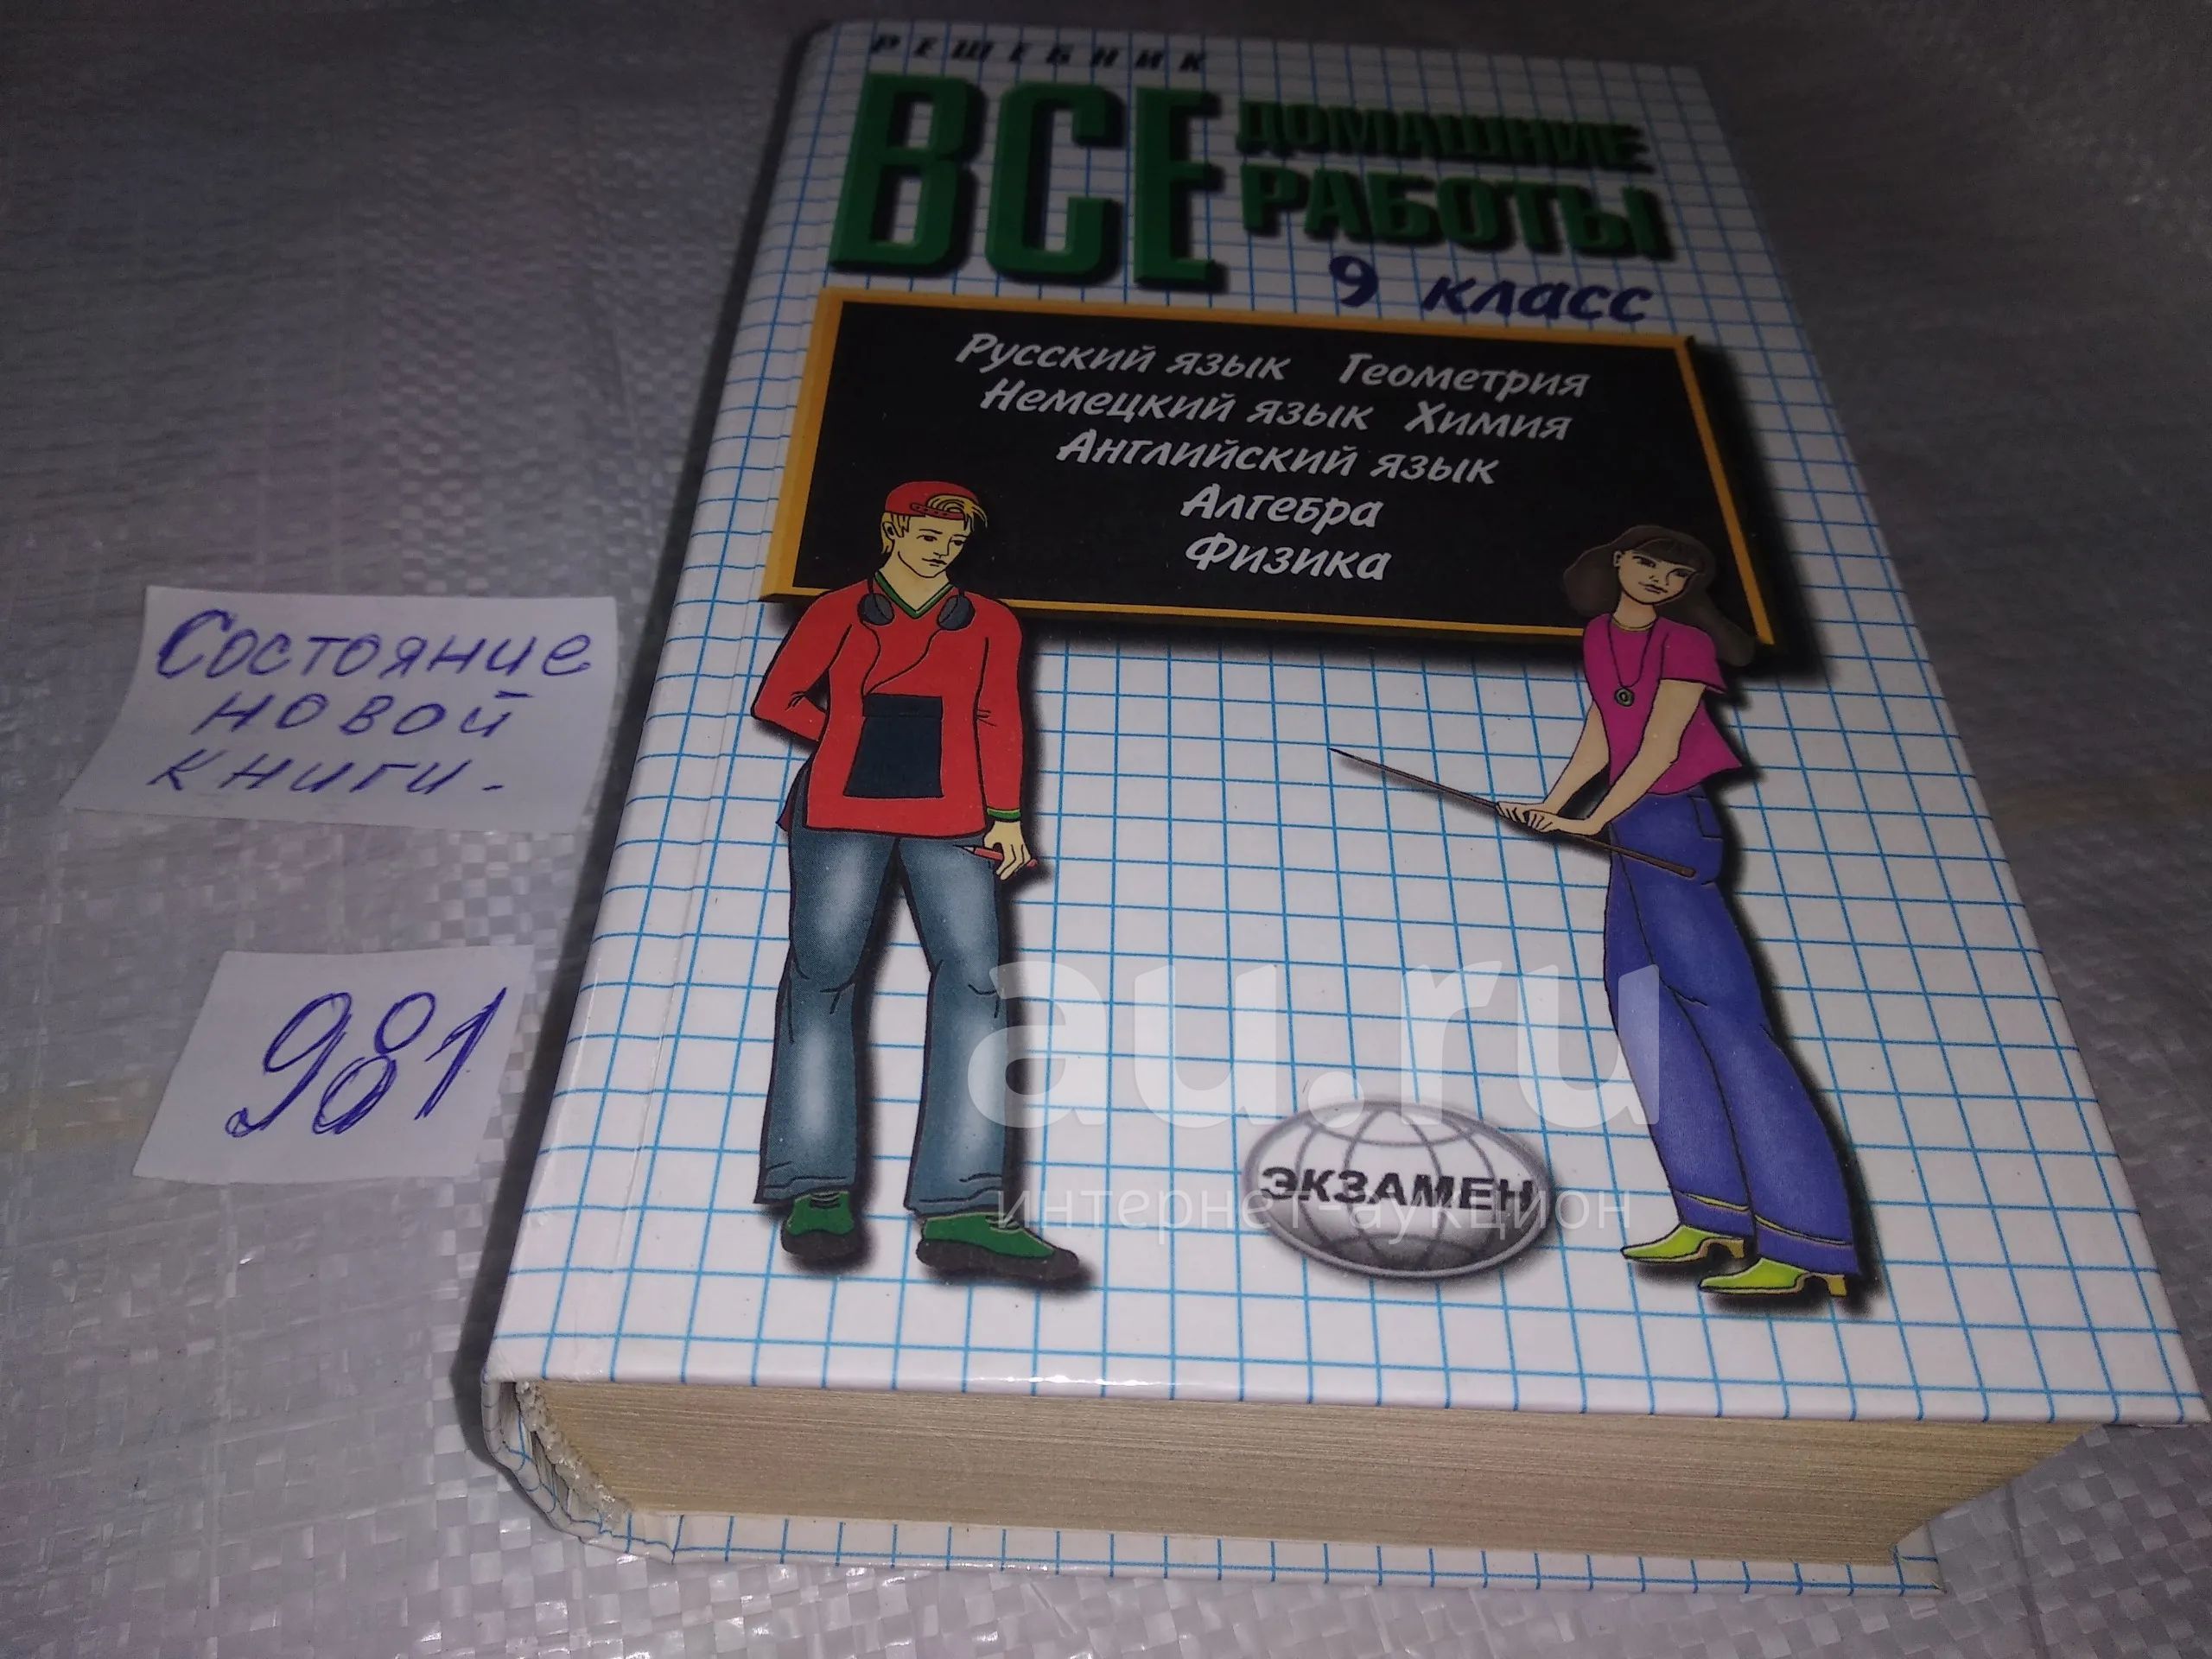 РЕШЕБНИК
ВСЕ ДОМАШНИЕ
РАБОТЫ
9 класс
Русский язык Геометрия
Немецкий язык Химия
Английский язык
Алгебра
Физика
Состояние
новой
книги.
981
au.ru
ЭКЗАМЕН
интернет-аукцион